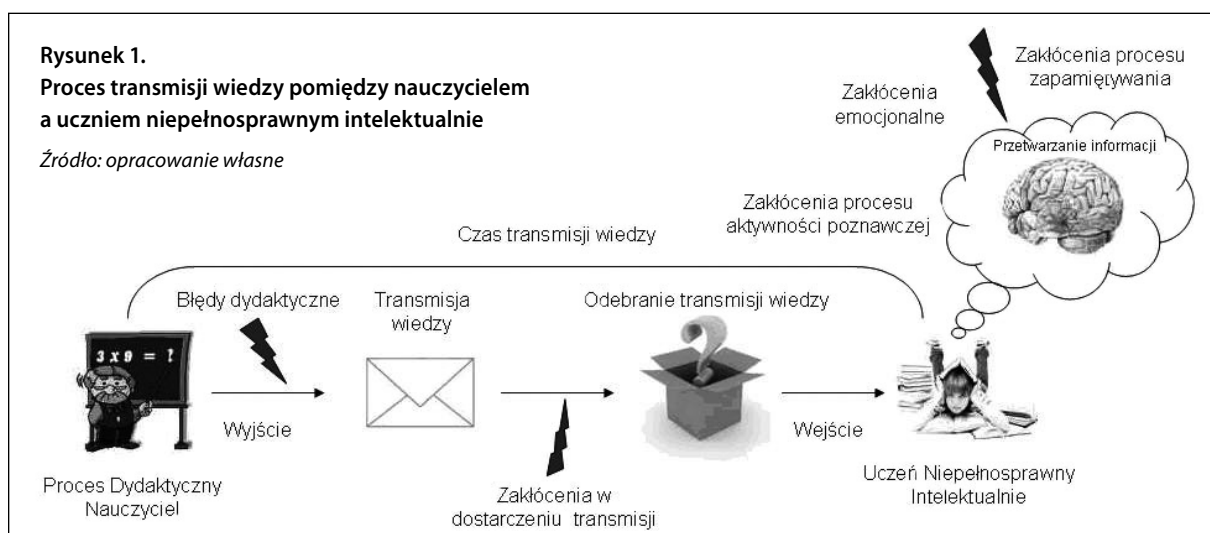 Rysunek 1.
Proces transmisji wiedzy pomiędzy nauczycielem
a uczniem niepełnosprawnym intelektualnie
Źródło: opracowanie własne
Zakłócenia procesu
zapamiętywania
Zakłócenia
emocjonalne
Przetwarzanie informacji
Zakłócenia procesu
aktywności poznawczej
Czas transmisji wiedzy
Błędy dydaktyczne
Transmisja
wiedzy
Odebranie transmisji wiedzy
3 x 9 = ?
Wyjście
Wejście
Proces Dydaktyczny
Nauczyciel
Zakłócenia w
dostarczeniu transmisji
Uczeń Niepełnosprawny
Intelektualnie